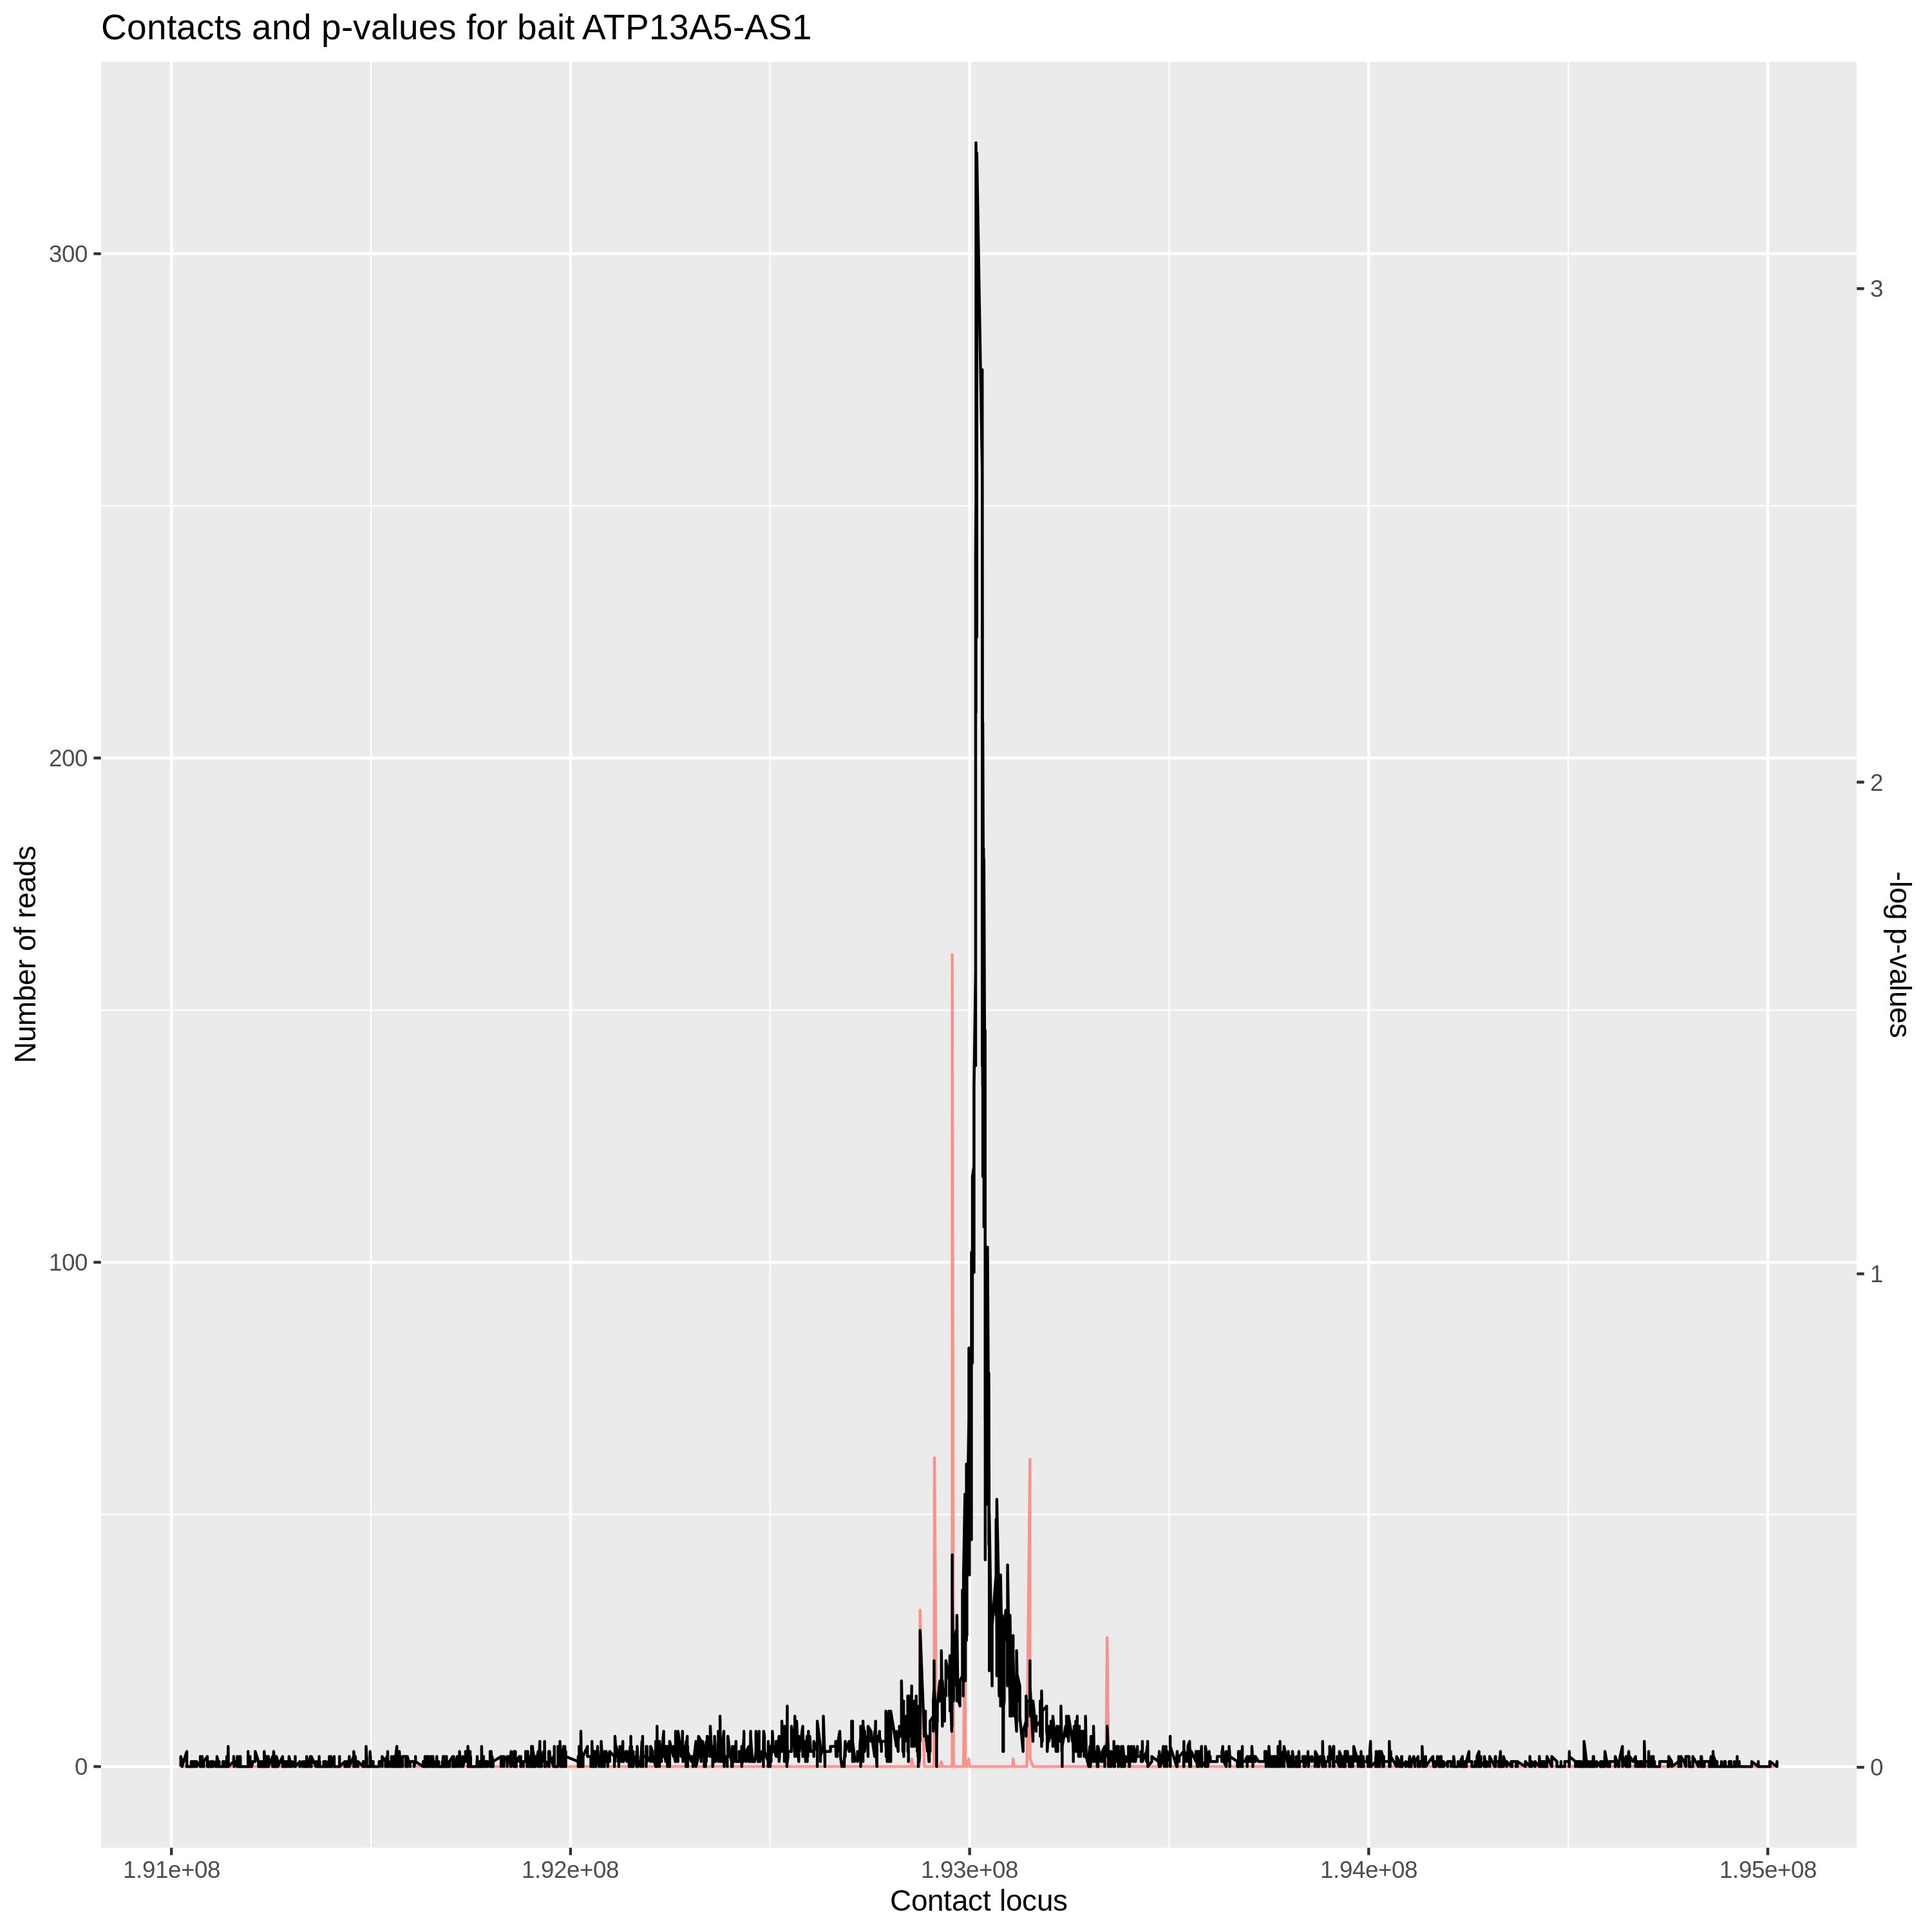 Contacts and p-values for bait ATP13A5-AS1
300
200
100
0
Number of reads
3
2
1
0
-log p-values
1.91e+08
1.92e+08
1.93e+08
1.94e+08
1.95e+08
Contact locus